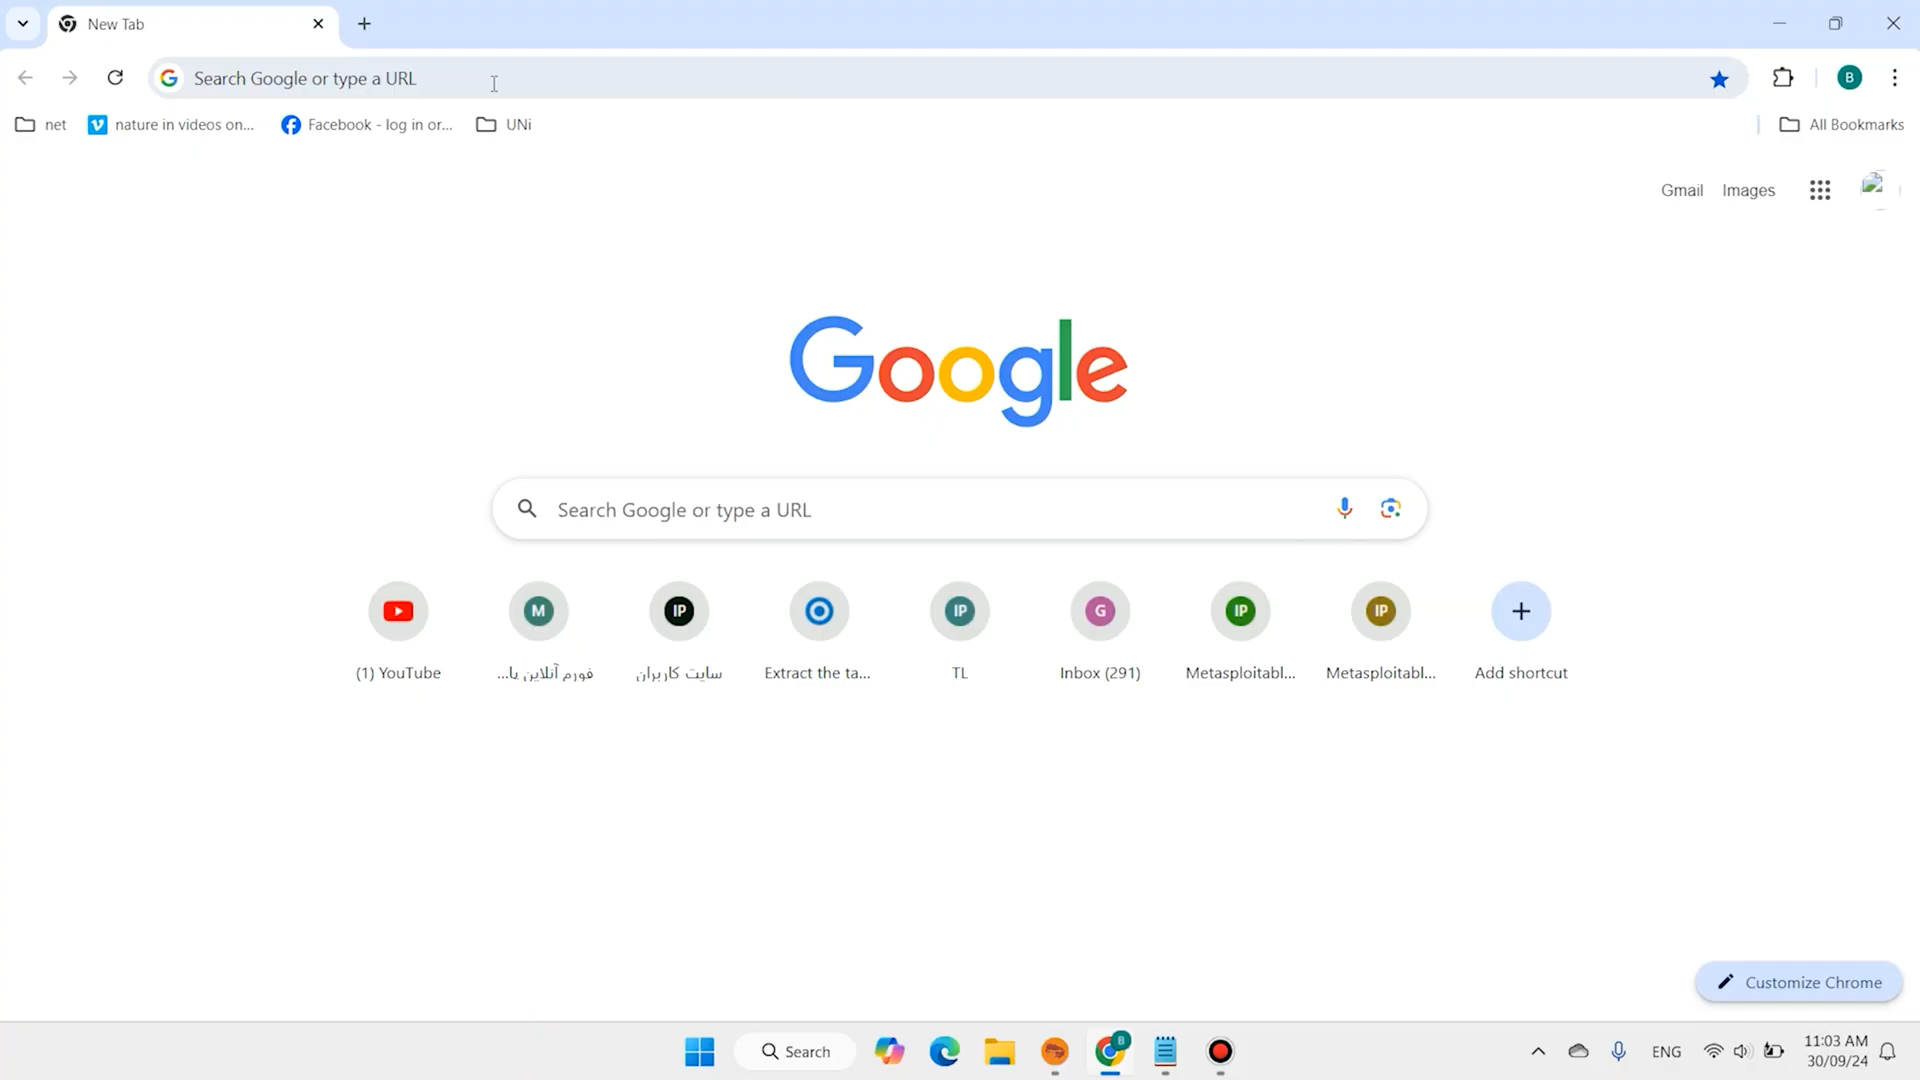 New Tab
Search Google or type a URL
net
nature in videos on...
Facebook - log in or...
UNi
All Bookmarks
B
Gmail
Images
Google
Search Google or type a URL
M
IP
IP
G
IP
IP
(1) YouTube
فورم آنلاین یا...
سایت کاربران
Extract the ta...
TL
Inbox (291)
Metasploitabl...
Metasploitabl...
Add shortcut
Customize Chrome
Search
B
ENG
11:03 AM
30/09/24